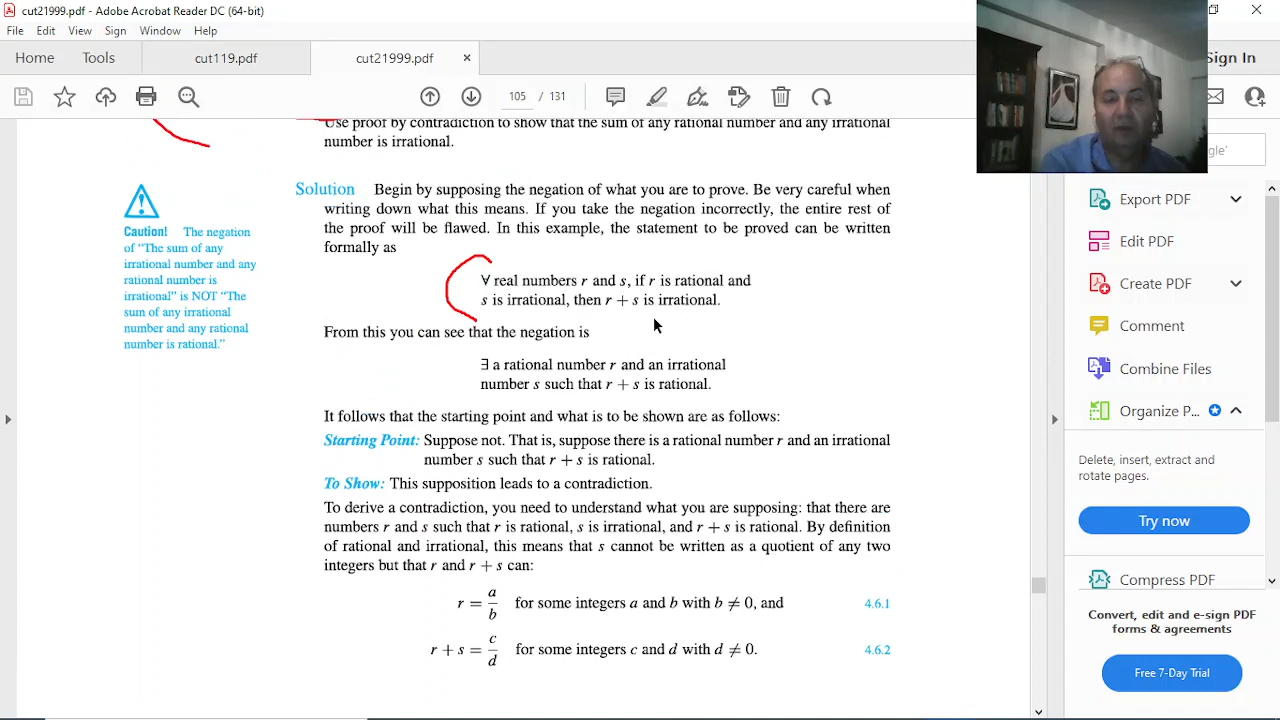 cut21999.pdf - Adobe Acrobat Reader DC (64-bit)
File Edit View Sign Window Help
Home Tools cut119.pdf cut21999.pdf × Sign In
105 / 131
Use proof by contradiction to show that the sum of any rational number and any irrational
number is irrational.
Solution Begin by supposing the negation of what you are to prove. Be very careful when
writing down what this means. If you take the negation incorrectly, the entire rest of
the proof will be flawed. In this example, the statement to be proved can be written
formally as
Caution! The negation
of “The sum of any
irrational number and any
rational number is
irrational” is NOT “The
sum of any irrational
number and any rational
number is rational.”
∀ real numbers r and s, if r is rational and
s is irrational, then r + s is irrational.
From this you can see that the negation is
∃ a rational number r and an irrational
number s such that r + s is rational.
It follows that the starting point and what is to be shown are as follows:
Starting Point: Suppose not. That is, suppose there is a rational number r and an irrational
number s such that r + s is rational.
To Show: This supposition leads to a contradiction.
To derive a contradiction, you need to understand what you are supposing: that there are
numbers r and s such that r is rational, s is irrational, and r + s is rational. By definition
of rational and irrational, this means that s cannot be written as a quotient of any two
integers but that r and r + s can:
r = a/b for some integers a and b with b ≠ 0, and 4.6.1
r + s = c/d for some integers c and d with d ≠ 0. 4.6.2
gle'
Export PDF
Edit PDF
Create PDF
Comment
Combine Files
Organize P...
Delete, insert, extract and
rotate pages.
Try now
Compress PDF
Convert, edit and e-sign PDF
forms & agreements
Free 7-Day Trial